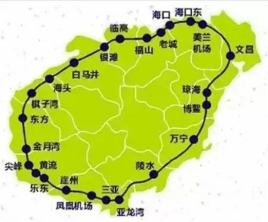 海口
海口东
临高
福山
老城
美兰
机场
文昌
银滩
白马井
海头
棋子湾
东方
琼海
博鳌
金月湾
万宁
尖峰
黄流
陵水
乐东
崖州
三亚
凤凰机场
亚龙湾